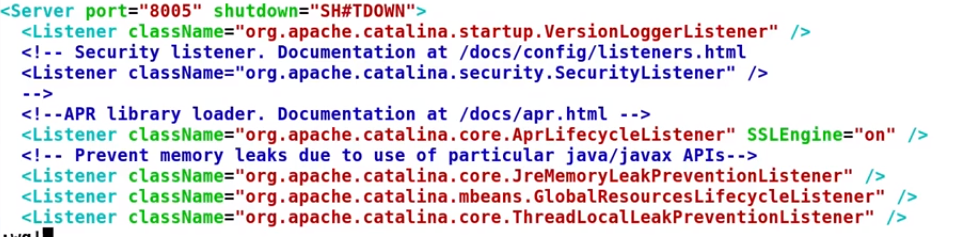 <Server port="8005" shutdown="SH#TDOWN">
  <Listener className="org.apache.catalina.startup.VersionLoggerListener" />
  <!-- Security listener. Documentation at /docs/config/listeners.html
  <Listener className="org.apache.catalina.security.SecurityListener" />
  -->
  <!--APR library loader. Documentation at /docs/apr.html -->
  <Listener className="org.apache.catalina.core.AprLifecycleListener" SSLEngine="on" />
  <!-- Prevent memory leaks due to use of particular java/javax APIs-->
  <Listener className="org.apache.catalina.core.JreMemoryLeakPreventionListener" />
  <Listener className="org.apache.catalina.mbeans.GlobalResourcesLifecycleListener" />
  <Listener className="org.apache.catalina.core.ThreadLocalLeakPreventionListener" />